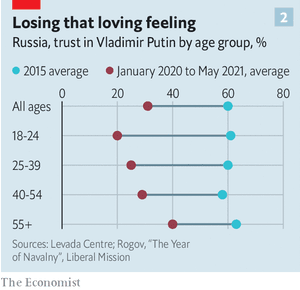 Losing that loving feeling
2
Russia, trust in Vladimir Putin by age group, %
2015 average January 2020 to May 2021, average
0 20 40 60 80
All ages
18-24
25-39
40-54
55+
Sources: Levada Centre; Rogov, “The Year
of Navalny”, Liberal Mission
The Economist